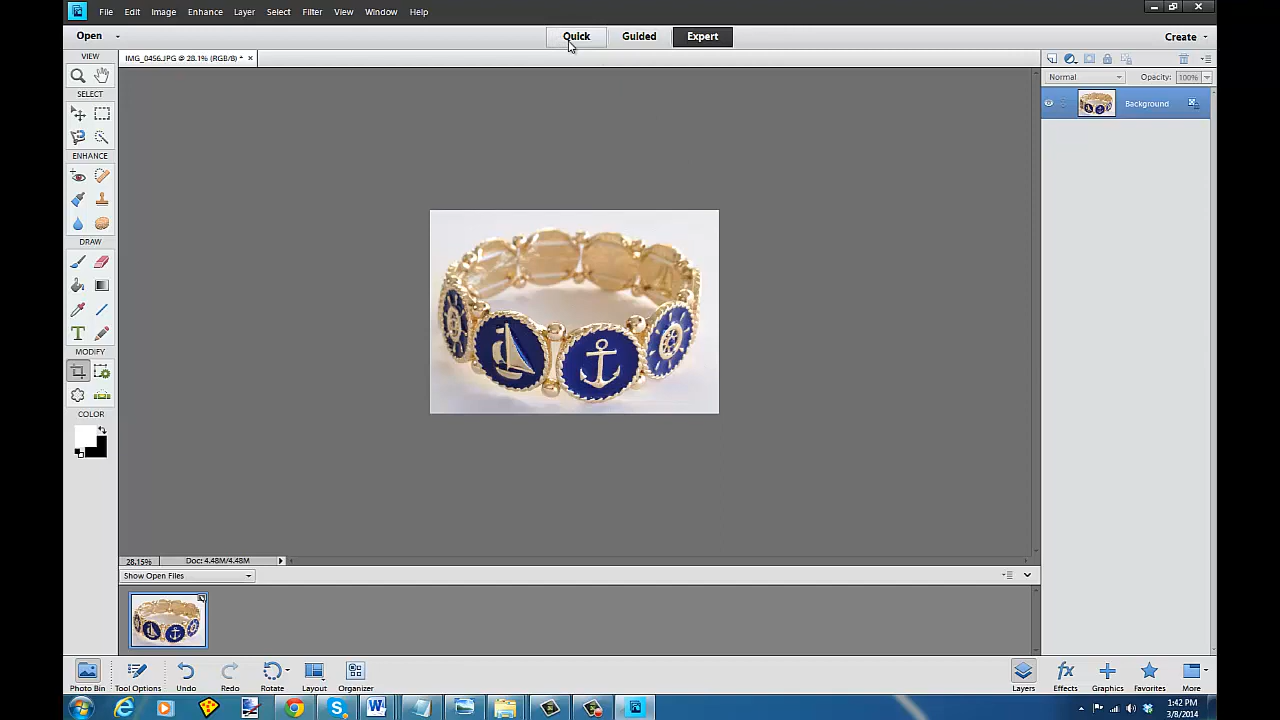 File Edit Image Enhance Layer Select Filter View Window Help
Open Quick Guided Expert Create
VIEW IMG_0456.JPG @ 28.1% (RGB/8) * ×
Normal Opacity: 100%
SELECT
Background
ENHANCE
DRAW
T
MODIFY
COLOR
28.15% Doc: 4.48M/4.48M
Show Open Files
Photo Bin Tool Options Undo Redo Rotate Layout Organizer Layers fx Effects Graphics Favorites More
1:42 PM
3/8/2014